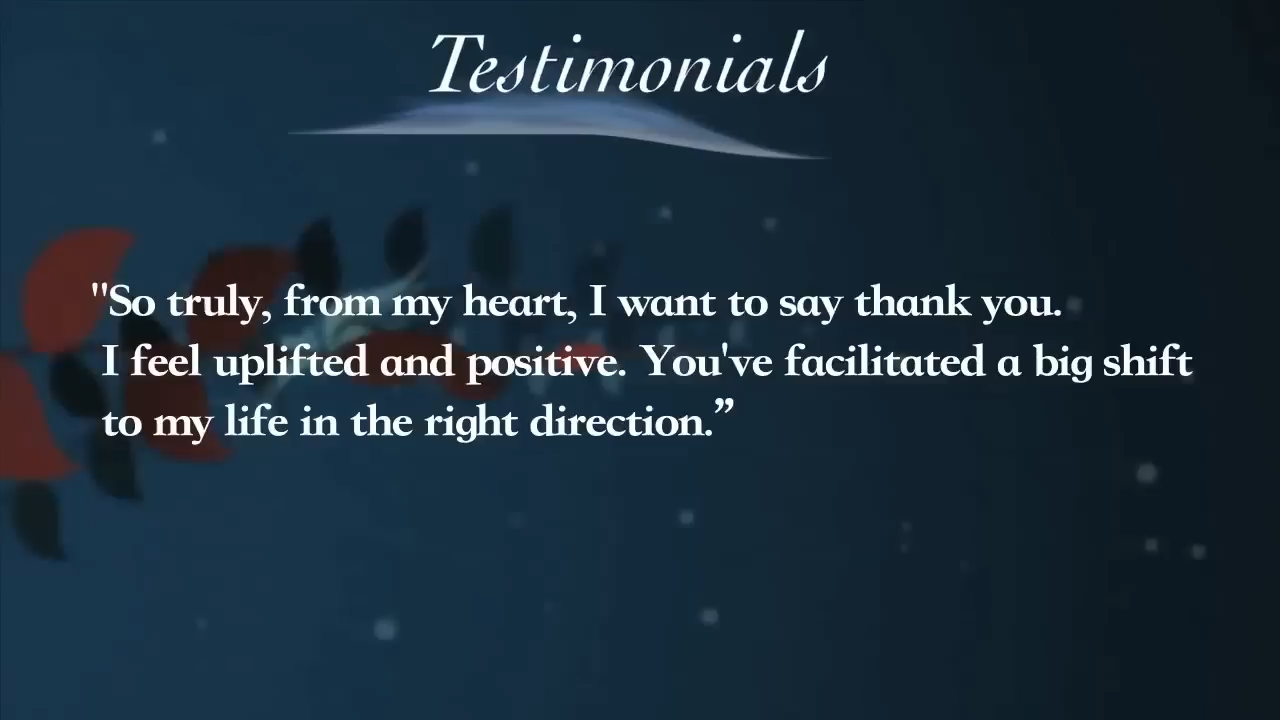 Testimonials
"So truly, from my heart, I want to say thank you.
I feel uplifted and positive. You've facilitated a big shift
to my life in the right direction.”